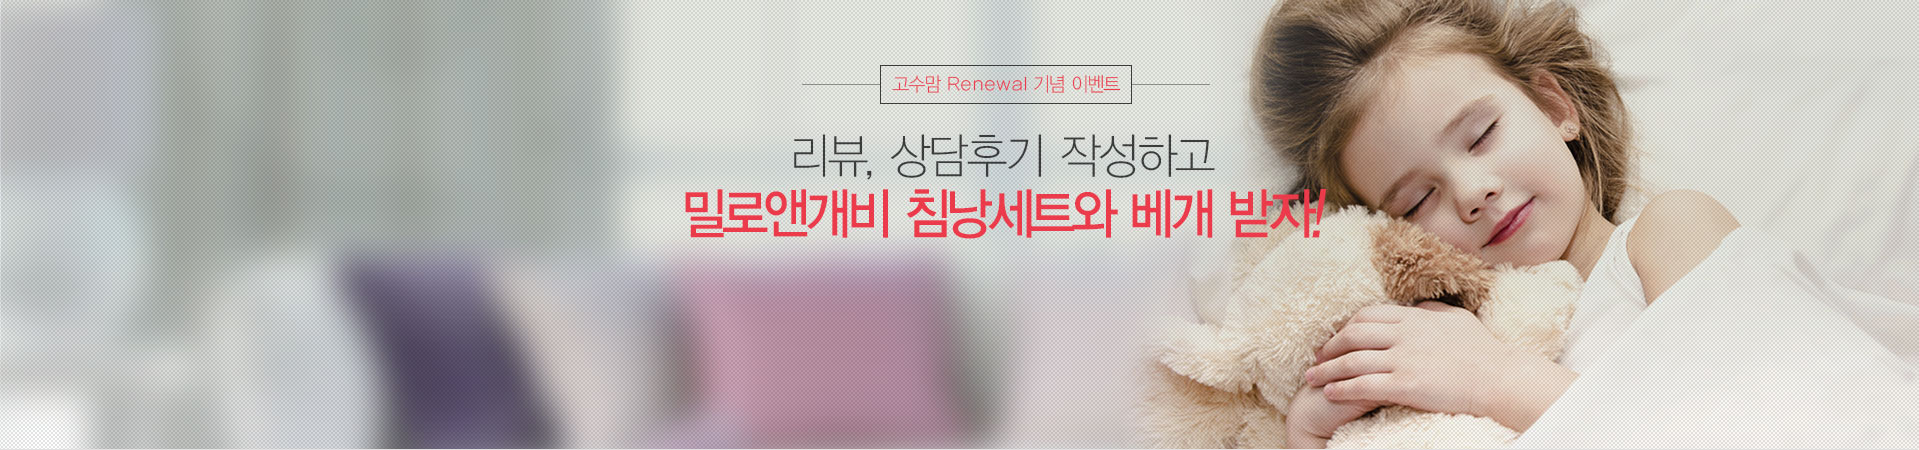 고수맘 Renewal 기념 이벤트
리뷰, 상담후기 작성하고
밀로앤개비 침낭세트와 베개 받자!